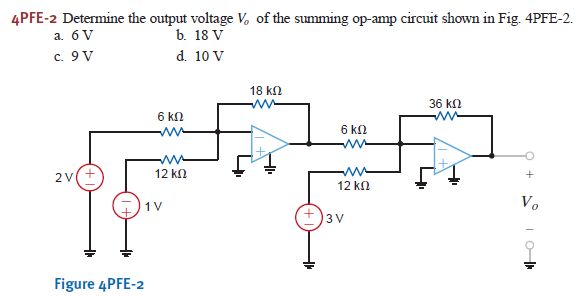 4PFE-2 Determine the output voltage Vₒ of the summing op-amp circuit shown in Fig. 4PFE-2.
a. 6 V b. 18 V
c. 9 V d. 10 V
18 kΩ
36 kΩ
6 kΩ
6 kΩ
12 kΩ
12 kΩ
2 V + −
− + 1 V
+ − 3 V
− +
− +
+
Vₒ
−
Figure 4PFE-2